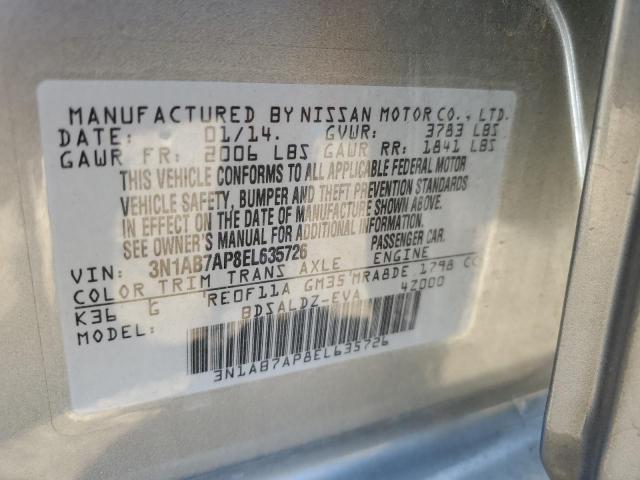 MANUFACTURED BY NISSAN MOTOR CO., LTD.
DATE: 01/14. GVWR: 3783 LBS
GAWR FR: 2006 LBS GAWR RR: 1841 LBS
THIS VEHICLE CONFORMS TO ALL APPLICABLE FEDERAL MOTOR
VEHICLE SAFETY, BUMPER AND THEFT PREVENTION STANDARDS
IN EFFECT ON THE DATE OF MANUFACTURE SHOWN ABOVE.
SEE OWNER'S MANUAL FOR ADDITIONAL INFORMATION
VIN: 3N1AB7AP8EL635726 PASSENGER CAR.
COLOR TRIM TRANS AXLE ENGINE
K36 G RE0F11A GM35 MRA8DE 1798 CC
MODEL: BDSALDZ-EVA 4Z000
3N1AB7AP8EL635726